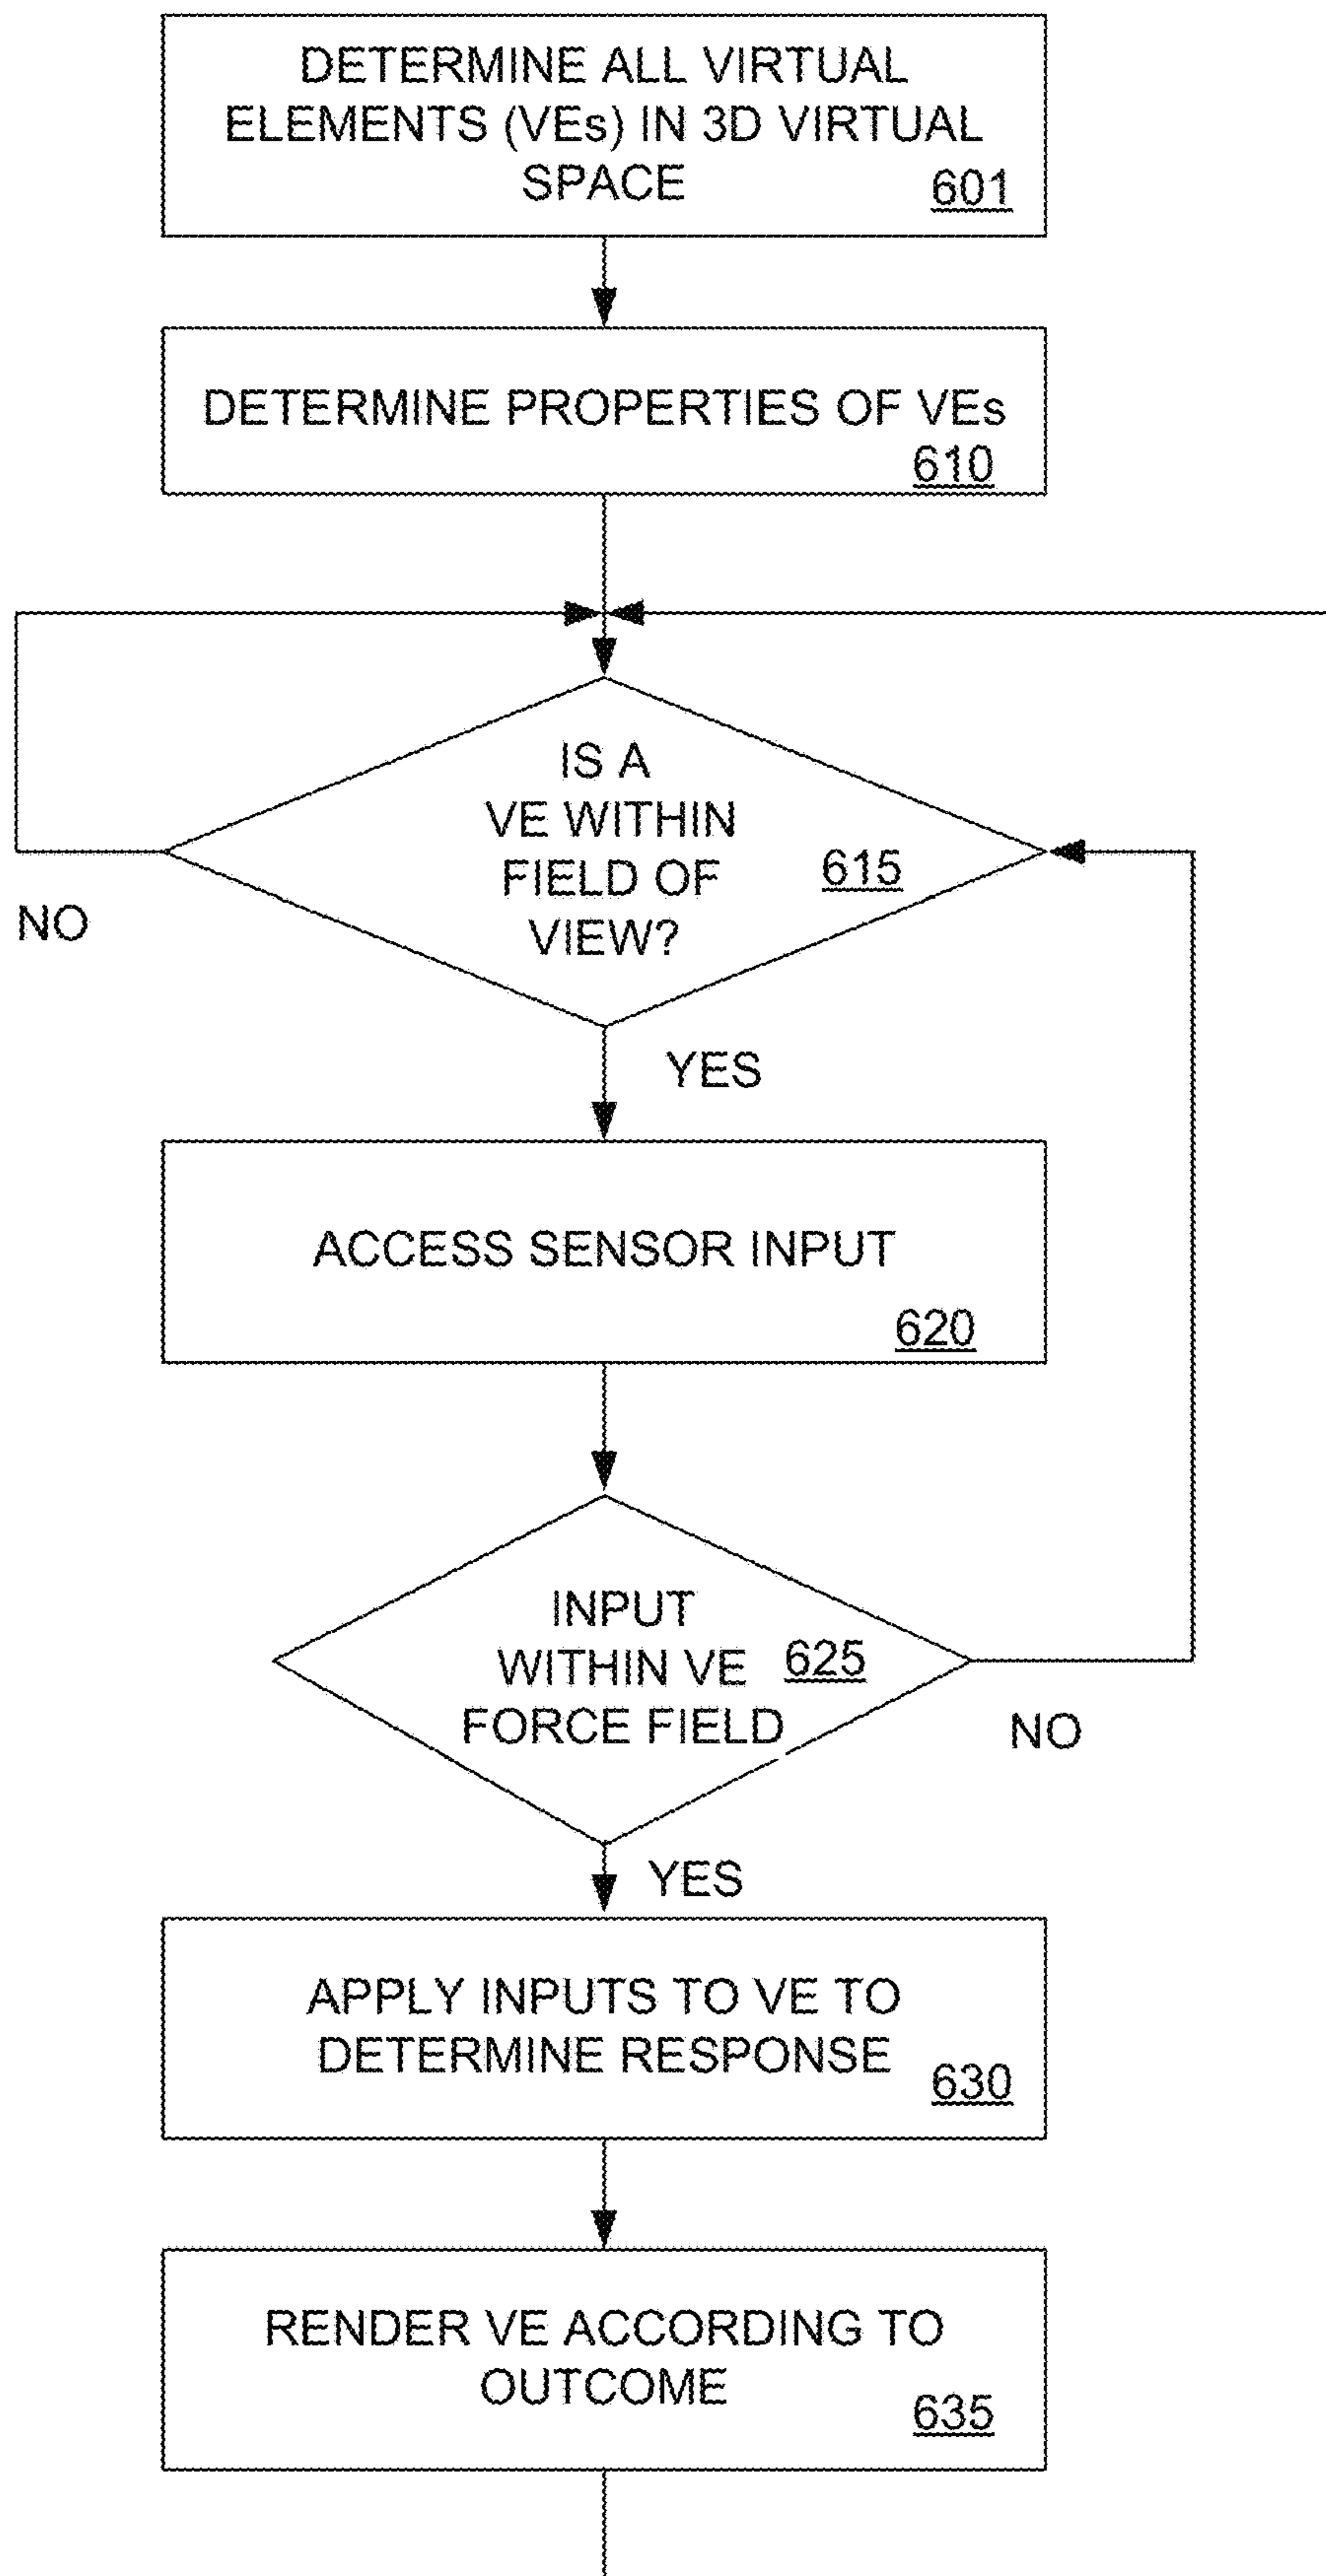 DETERMINE ALL VIRTUAL
ELEMENTS (VEs) IN 3D VIRTUAL
SPACE
601
DETERMINE PROPERTIES OF VEs
610
IS A
VE WITHIN
FIELD OF
VIEW?
615
NO
YES
ACCESS SENSOR INPUT
620
INPUT
WITHIN VE
FORCE FIELD
625
NO
YES
APPLY INPUTS TO VE TO
DETERMINE RESPONSE
630
RENDER VE ACCORDING TO
OUTCOME
635